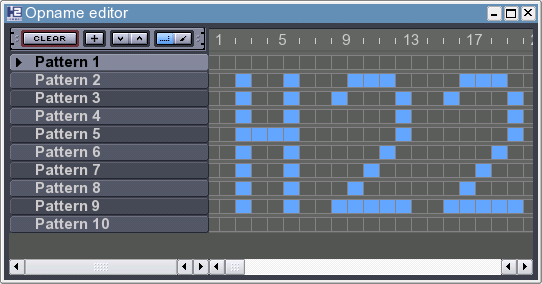 Opname editor
CLEAR
1 5 9 13 17
Pattern 1
Pattern 2
Pattern 3
Pattern 4
Pattern 5
Pattern 6
Pattern 7
Pattern 8
Pattern 9
Pattern 10
H22